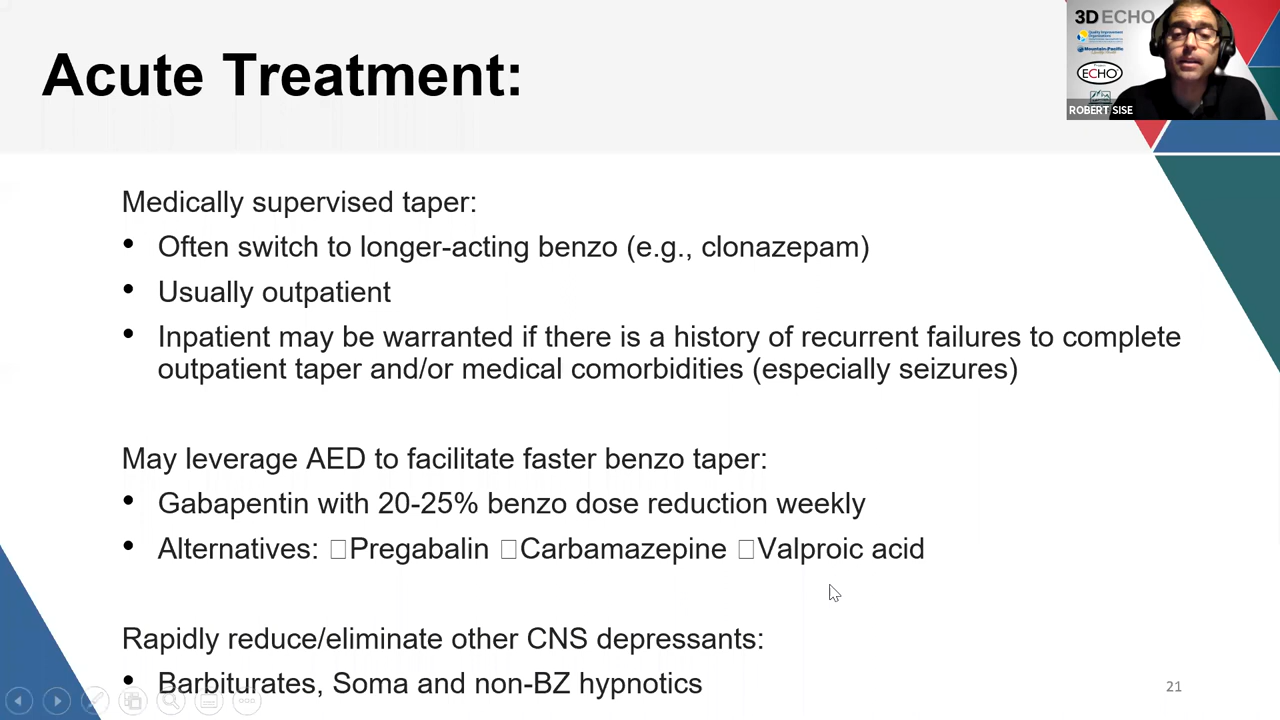 Acute Treatment:
3D ECHO
ECHO
ROBERT SISE
Medically supervised taper:
• Often switch to longer-acting benzo (e.g., clonazepam)
• Usually outpatient
• Inpatient may be warranted if there is a history of recurrent failures to complete
outpatient taper and/or medical comorbidities (especially seizures)
May leverage AED to facilitate faster benzo taper:
• Gabapentin with 20-25% benzo dose reduction weekly
• Alternatives: □Pregabalin □Carbamazepine □Valproic acid
Rapidly reduce/eliminate other CNS depressants:
• Barbiturates, Soma and non-BZ hypnotics
21